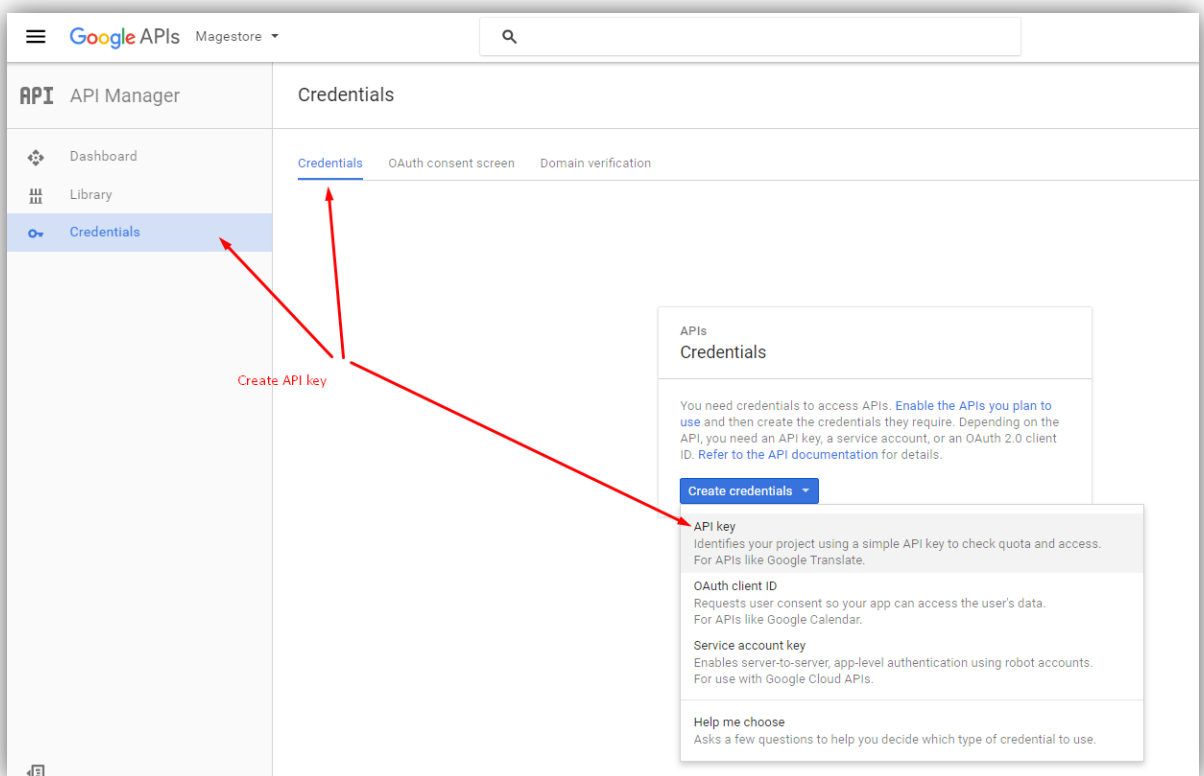 Google APIs Magestore
API API Manager
Credentials
Dashboard
Library
Credentials
Credentials OAuth consent screen Domain verification
Create API key
APIs
Credentials
You need credentials to access APIs. Enable the APIs you plan to
use and then create the credentials they require. Depending on the
API, you need an API key, a service account, or an OAuth 2.0 client
ID. Refer to the API documentation for details.
Create credentials
API key
Identifies your project using a simple API key to check quota and access.
For APIs like Google Translate.
OAuth client ID
Requests user consent so your app can access the user's data.
For APIs like Google Calendar.
Service account key
Enables server-to-server, app-level authentication using robot accounts.
For use with Google Cloud APIs.
Help me choose
Asks a few questions to help you decide which type of credential to use.